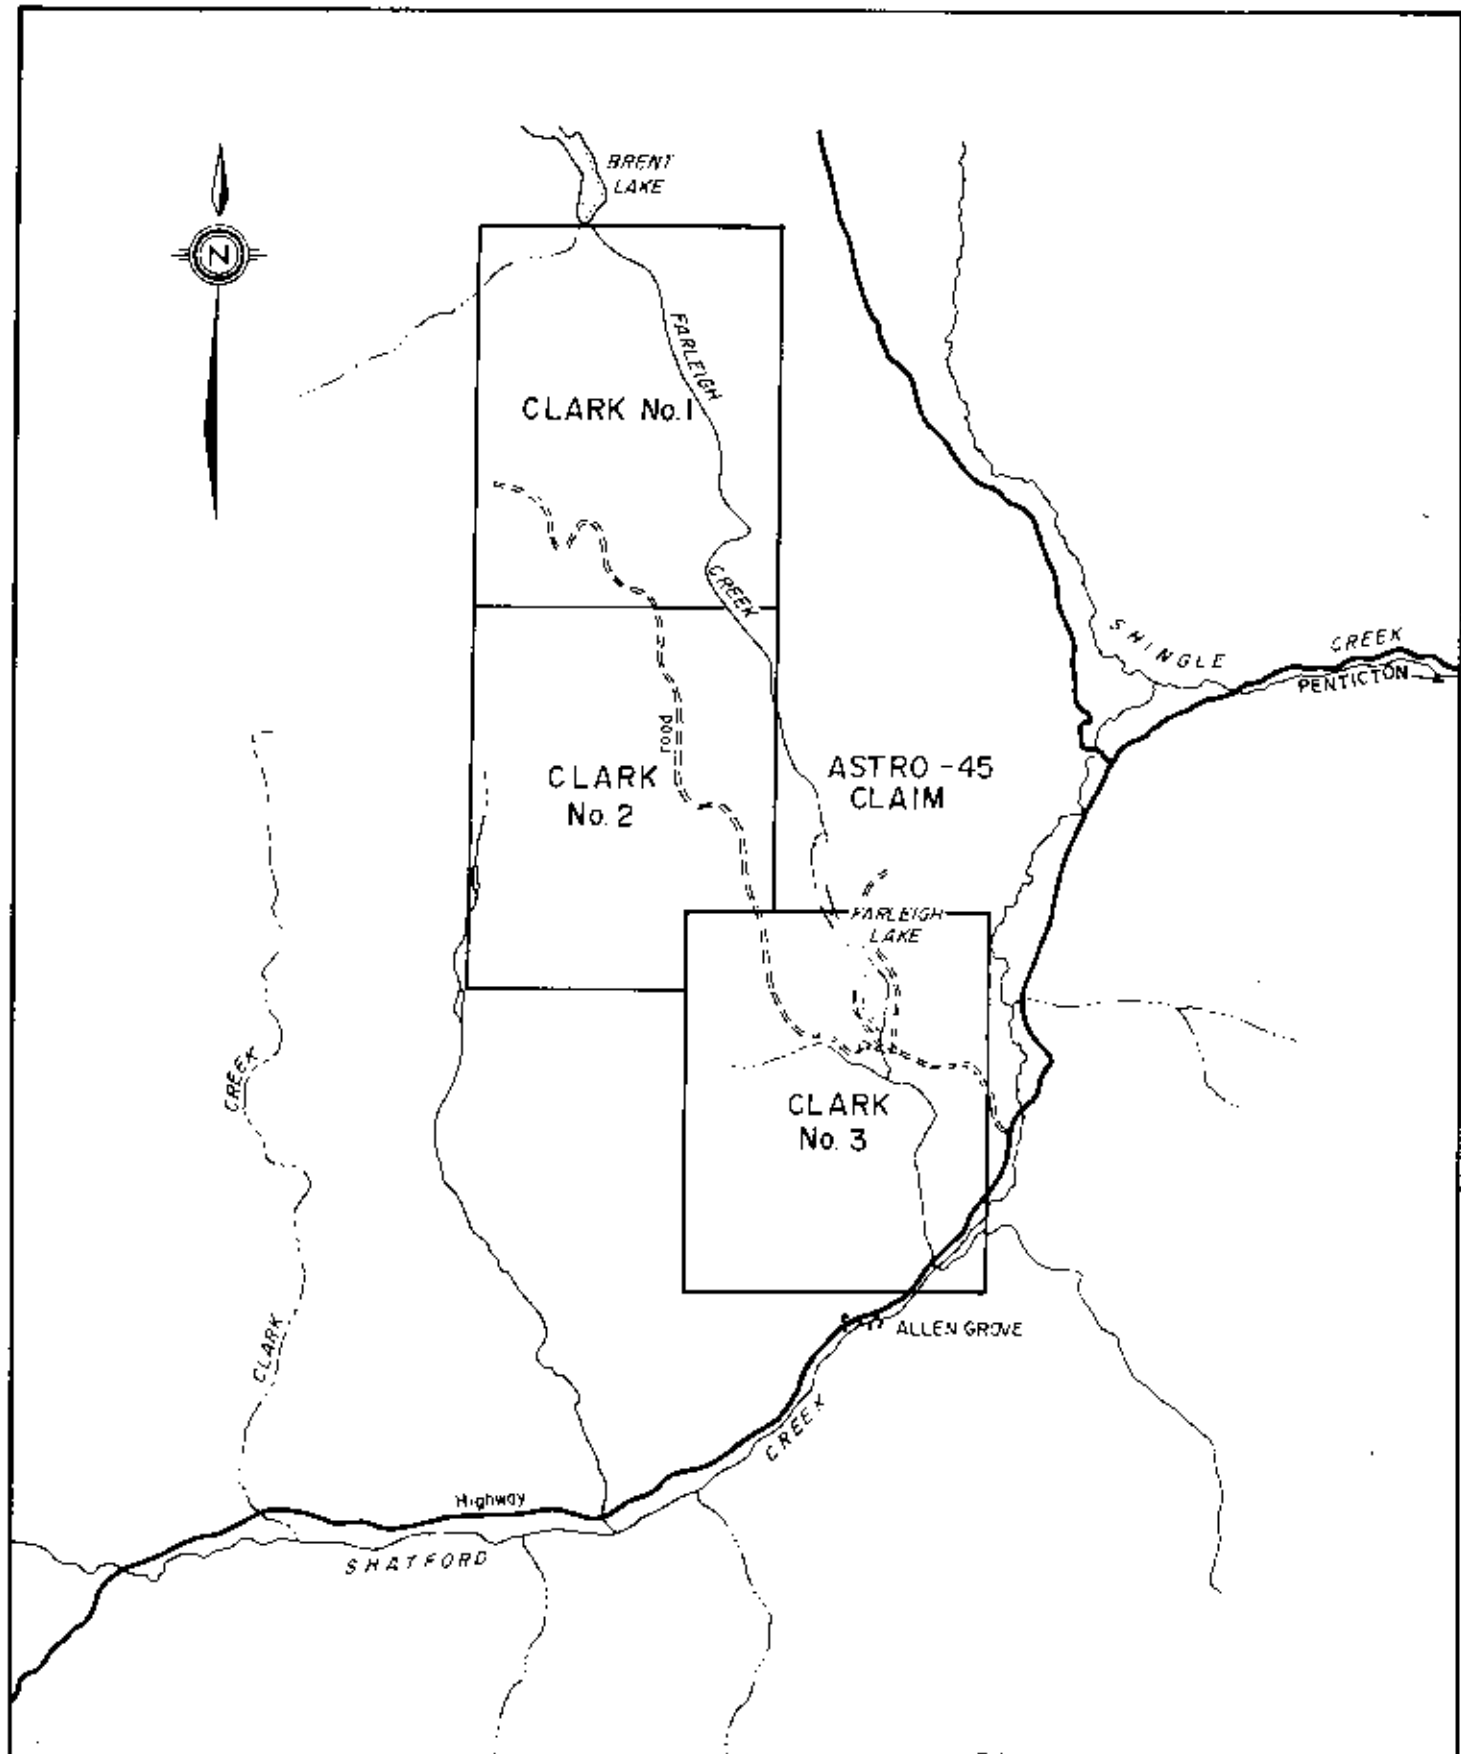 BRENT
LAKE
N
FARLEIGH
CLARK No. 1
CREEK
SHINGLE
CREEK
PENTICTON
road
CLARK
No. 2
ASTRO-45
CLAIM
FARLEIGH
LAKE
CREEK
CLARK
No. 3
CLARK
ALLEN GROVE
CREEK
Highway
SHATFORD